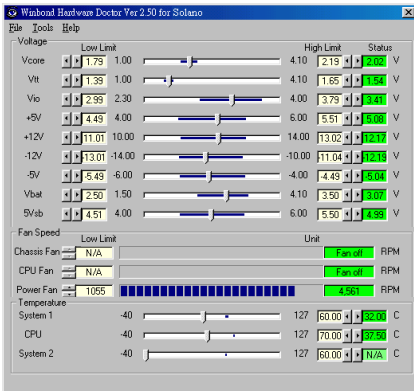 Winbond Hardware Doctor Ver 2.50 for Solano
File Tools Help
Voltage Low Limit High Limit Status
Vcore 1.79 1.00 4.10 2.19 2.02 V
Vtt 1.39 1.00 4.10 1.65 1.54 V
Vio 2.99 2.30 4.00 3.79 3.41 V
+5V 4.49 4.00 6.00 5.51 5.08 V
+12V 11.01 10.00 14.00 13.02 12.17 V
-12V -13.01 -14.00 -10.00 -11.04 -12.19 V
-5V -5.49 -6.00 -4.00 -4.49 -5.04 V
Vbat 2.50 1.50 4.10 3.50 3.07 V
5Vsb 4.51 4.00 6.00 5.50 4.99 V
Fan Speed Low Limit Unit
Chassis Fan N/A Fan off RPM
CPU Fan N/A Fan off RPM
Power Fan 1055 4,561 RPM
Temperature
System 1 -40 127 60.00 32.00 C
CPU -40 127 70.00 37.50 C
System 2 -40 127 60.00 N/A C